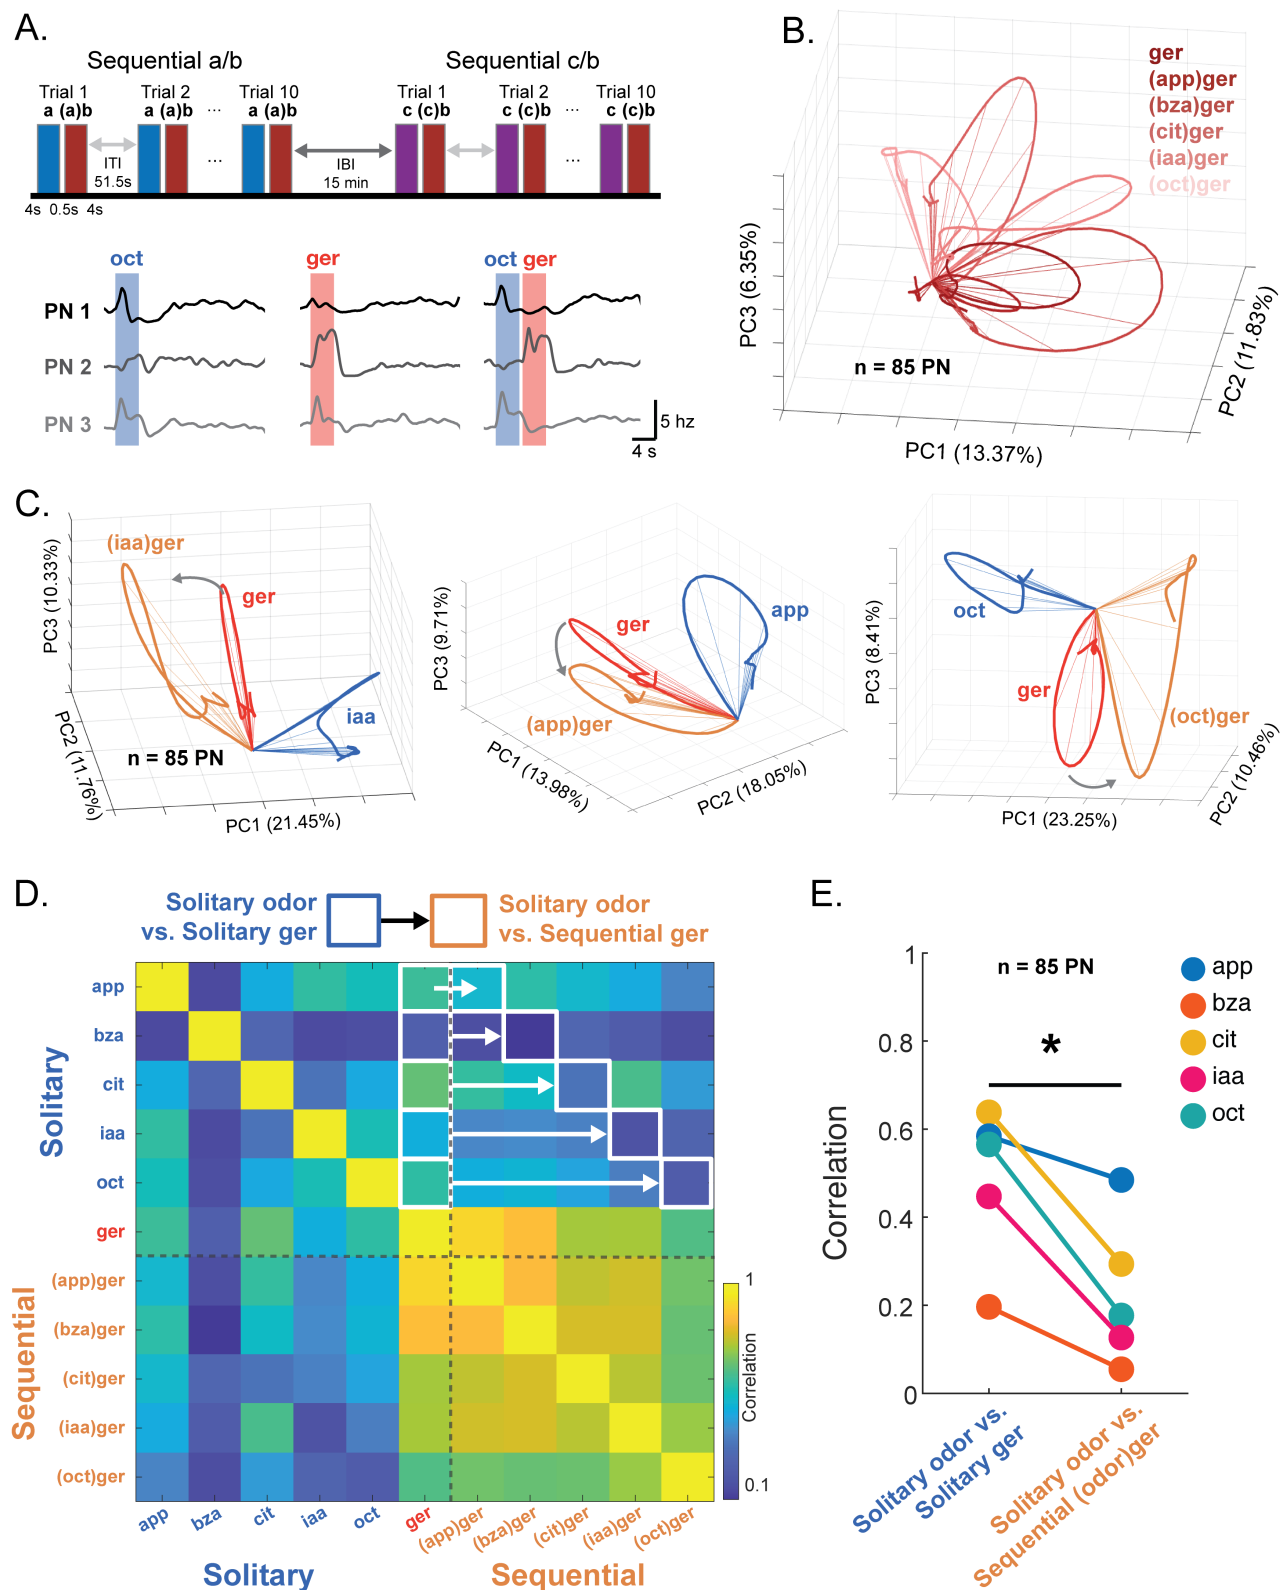 A.
Sequential a/b
Sequential c/b
Trial 1
Trial 2
...
Trial 10
Trial 1
Trial 2
...
Trial 10
a (a)b
a (a)b
a (a)b
c (c)b
c (c)b
c (c)b
ITI
51.5s
...
IBI
15 min
...
4s 0.5s 4s
oct
ger
oct ger
PN 1
PN 2
PN 3
5 hz
4 s
B.
ger
(app)ger
(bza)ger
(cit)ger
(iaa)ger
(oct)ger
PC3 (6.35%)
n = 85 PN
PC2 (11.83%)
PC1 (13.37%)
C.
(iaa)ger
ger
iaa
n = 85 PN
PC3 (10.33%)
PC2 (11.76%)
PC1 (21.45%)
ger
app
(app)ger
PC3 (9.71%)
PC1 (13.98%)
PC2 (18.05%)
oct
ger
(oct)ger
PC3 (8.41%)
PC1 (23.25%)
PC2 (10.46%)
D.
Solitary odor
vs. Solitary ger
Solitary odor
vs. Sequential ger
Solitary
app
bza
cit
iaa
oct
ger
Sequential
(app)ger
(bza)ger
(cit)ger
(iaa)ger
(oct)ger
1
Correlation
0.1
app
bza
cit
iaa
oct
ger
(app)ger
(bza)ger
(cit)ger
(iaa)ger
(oct)ger
Solitary
Sequential
E.
n = 85 PN
*
app
bza
cit
iaa
oct
Correlation
1
0.8
0.6
0.4
0.2
0
Solitary odor vs.
Solitary ger
Solitary odor vs.
Sequential (odor)ger